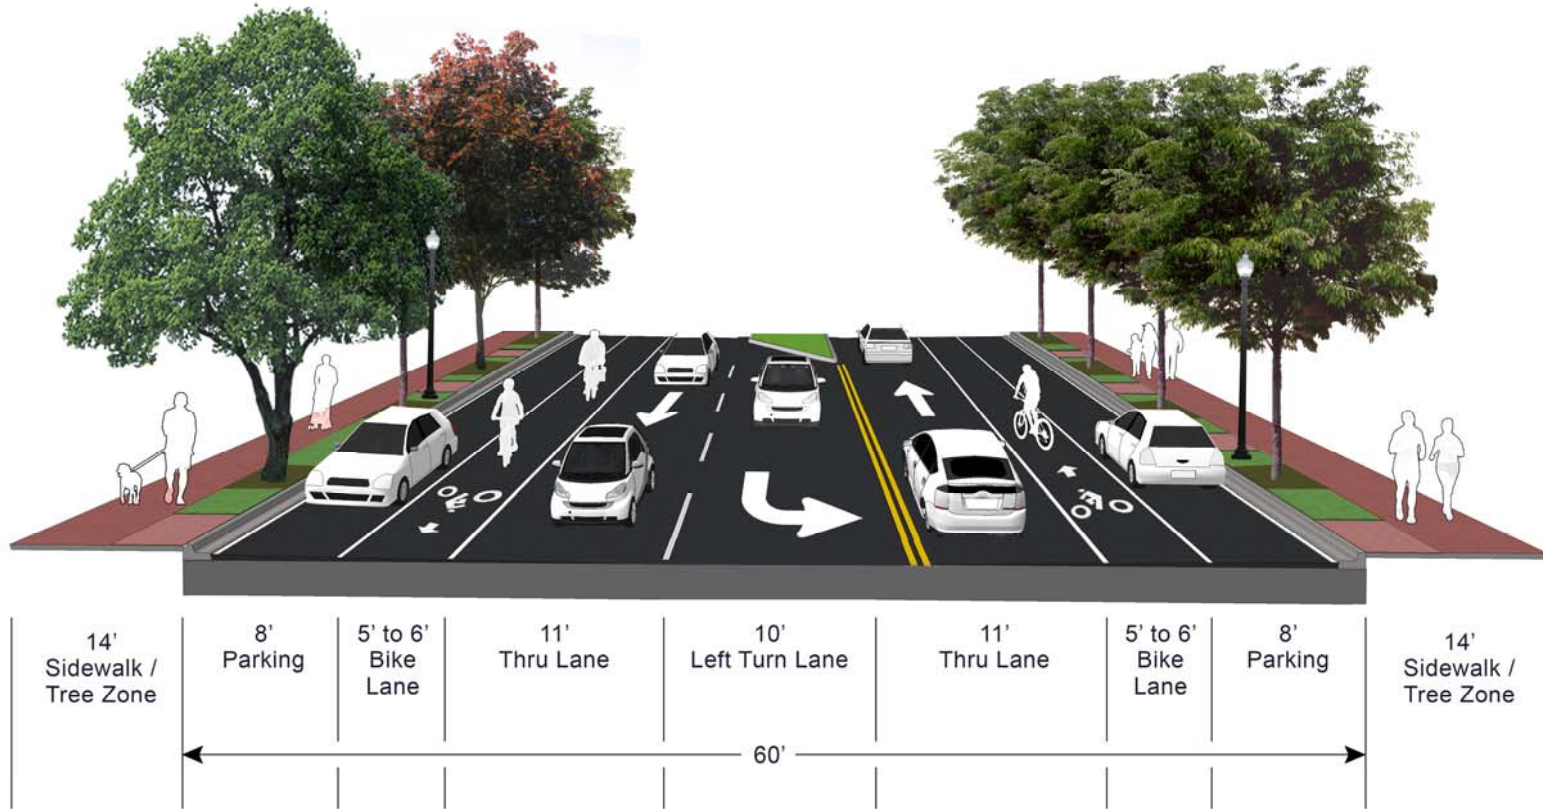 14’
Sidewalk /
Tree Zone
8’
Parking
5’ to 6’
Bike
Lane
11’
Thru Lane
10’
Left Turn Lane
11’
Thru Lane
5’ to 6’
Bike
Lane
8’
Parking
14’
Sidewalk /
Tree Zone
60’